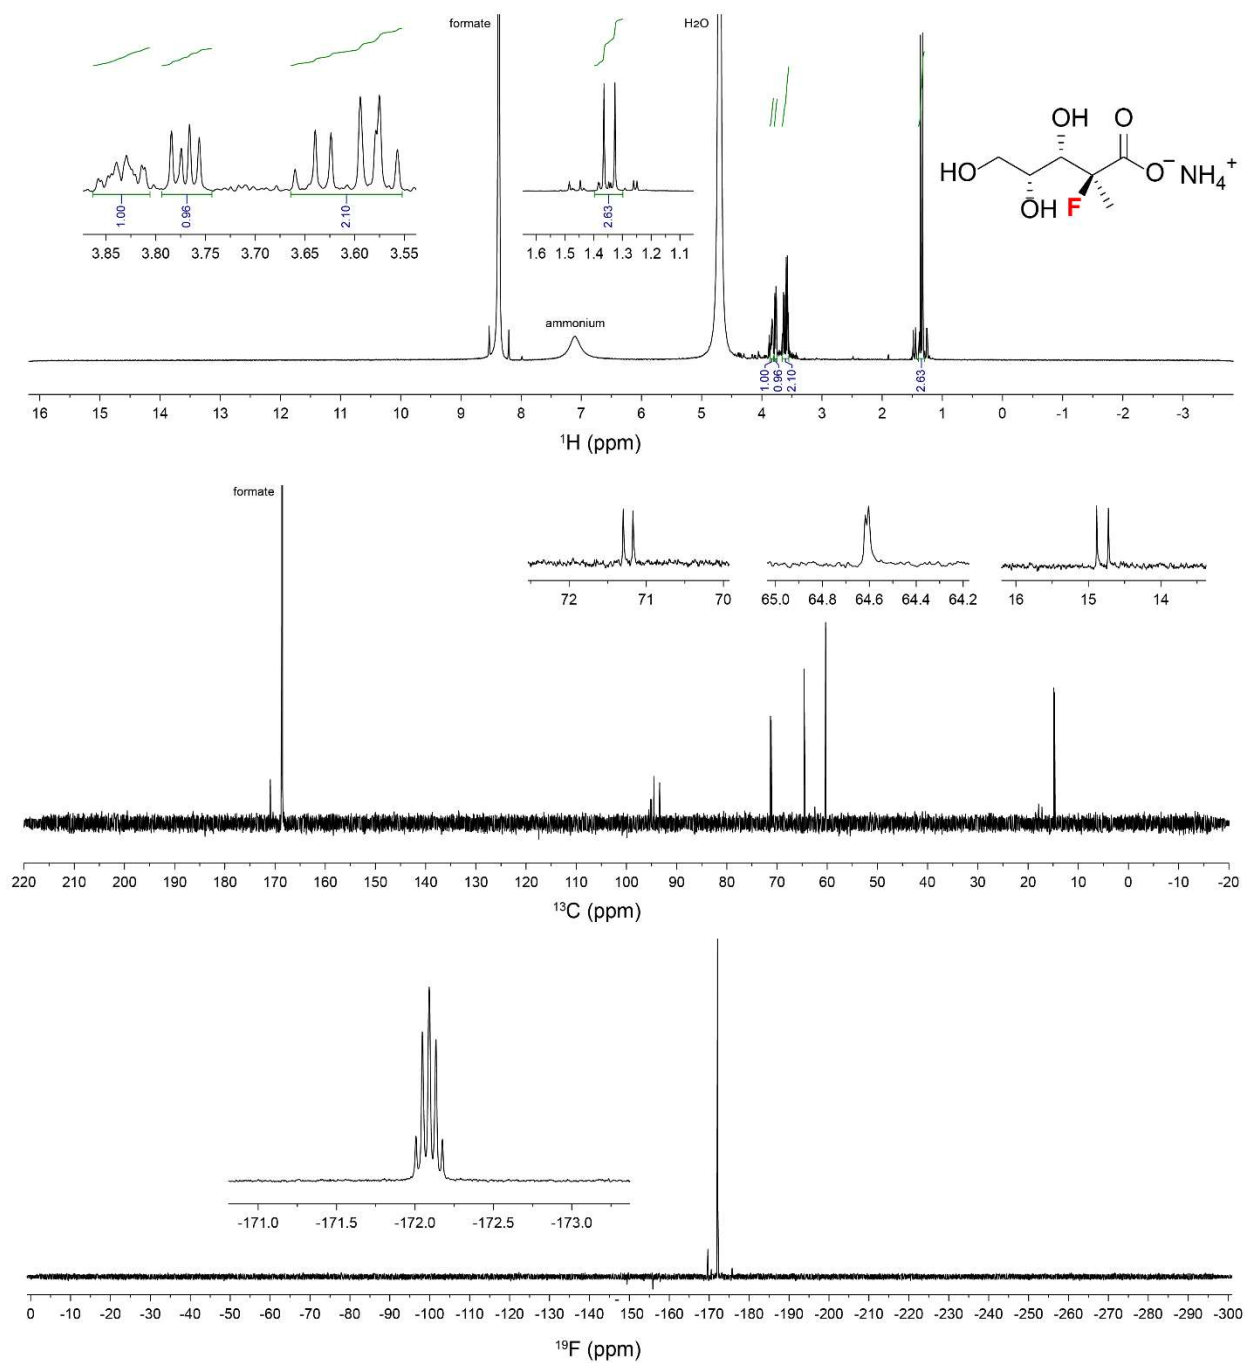 formate
H2O
1.00
0.96
2.10
3.85 3.80 3.75 3.70 3.65 3.60 3.55
2.63
1.6 1.5 1.4 1.3 1.2 1.1
ammonium
OH
O
HO
O⁻ NH₄⁺
OH
F
1.00
0.96
2.10
2.63
16 15 14 13 12 11 10 9 8 7 6 5 4 3 2 1 0 -1 -2 -3
¹H (ppm)
formate
72 71 70
65.0 64.8 64.6 64.4 64.2
16 15 14
220 210 200 190 180 170 160 150 140 130 120 110 100 90 80 70 60 50 40 30 20 10 0 -10 -20
¹³C (ppm)
-171.0 -171.5 -172.0 -172.5 -173.0
0 -10 -20 -30 -40 -50 -60 -70 -80 -90 -100 -110 -120 -130 -140 -150 -160 -170 -180 -190 -200 -210 -220 -230 -240 -250 -260 -270 -280 -290 -300
¹⁹F (ppm)